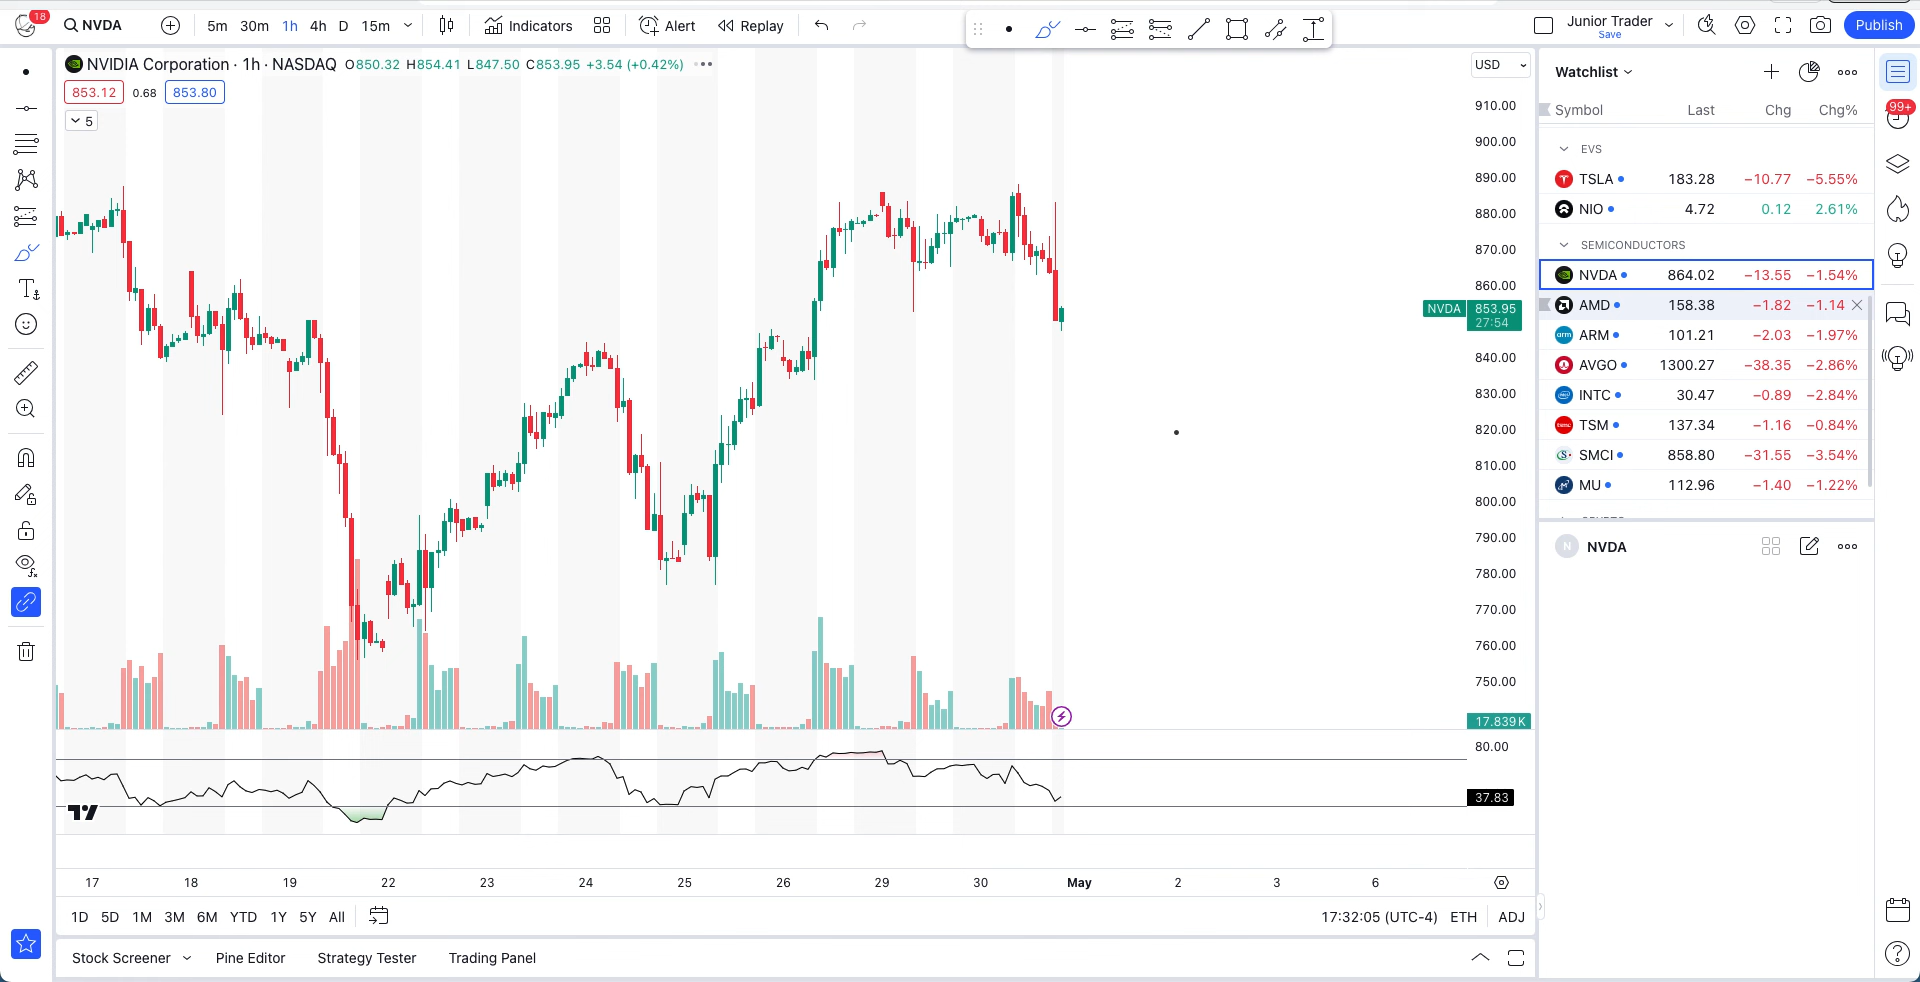 18
NVDA
5m 30m 1h 4h D 15m
Indicators
Alert
Replay
Junior Trader
Save
Publish
NVIDIA Corporation · 1h · NASDAQ O850.32 H854.41 L847.50 C853.95 +3.54 (+0.42%)
USD
853.12 0.68 853.80
5
910.00
900.00
890.00
880.00
870.00
860.00
NVDA 853.95
27:54
840.00
830.00
820.00
810.00
800.00
790.00
780.00
770.00
760.00
750.00
17.839K
80.00
37.83
17 18 19 22 23 24 25 26 29 30 May 2 3 6
1D 5D 1M 3M 6M YTD 1Y 5Y All
17:32:05 (UTC-4) ETH ADJ
Stock Screener Pine Editor Strategy Tester Trading Panel
Watchlist
Symbol Last Chg Chg%
EVS
TSLA 183.28 −10.77 −5.55%
NIO 4.72 0.12 2.61%
SEMICONDUCTORS
NVDA 864.02 −13.55 −1.54%
AMD 158.38 −1.82 −1.14
ARM 101.21 −2.03 −1.97%
AVGO 1300.27 −38.35 −2.86%
INTC 30.47 −0.89 −2.84%
TSM 137.34 −1.16 −0.84%
SMCI 858.80 −31.55 −3.54%
MU 112.96 −1.40 −1.22%
N NVDA
99+